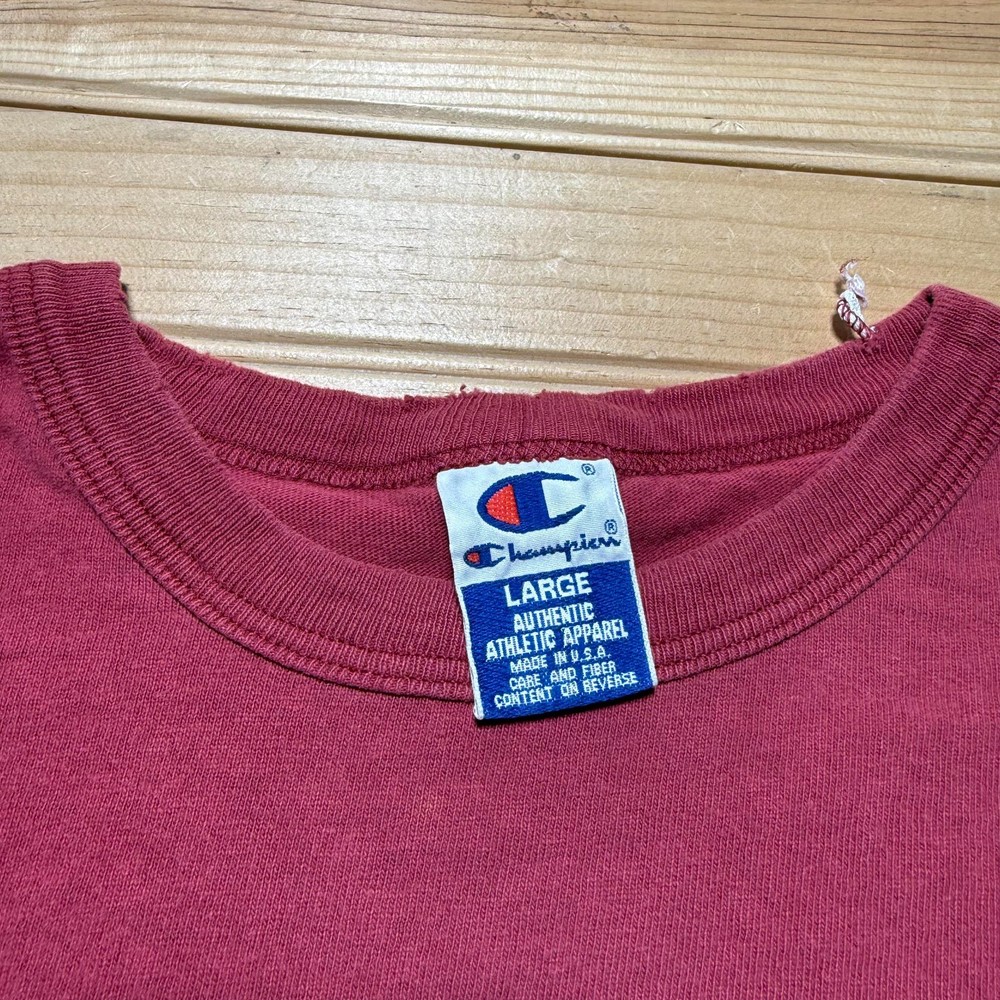 ®
Champion®
LARGE
AUTHENTIC
ATHLETIC APPAREL
MADE IN U.S.A.
CARE AND FIBER
CONTENT ON REVERSE